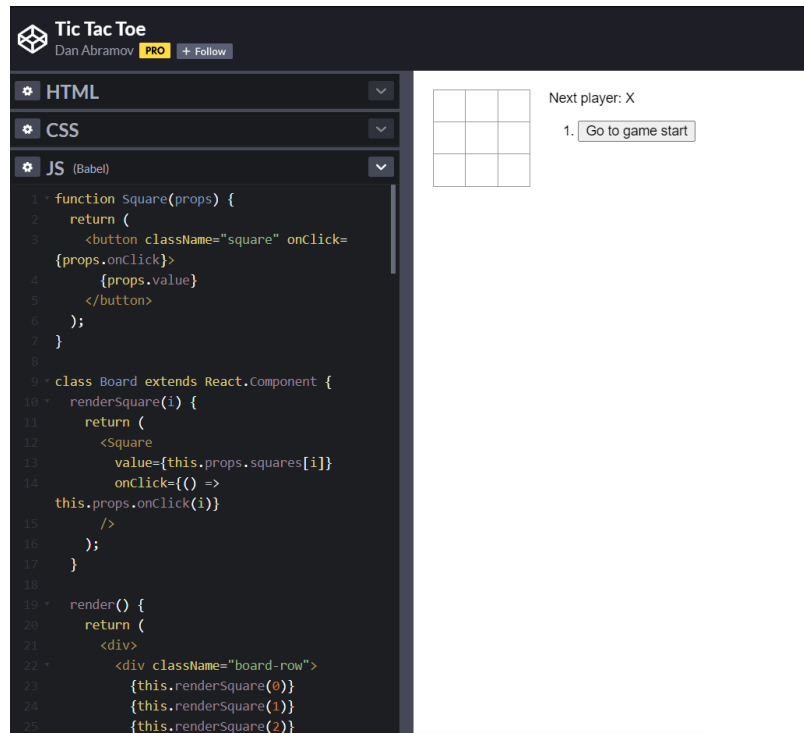 Tic Tac Toe
Dan Abramov PRO + Follow
HTML
CSS
JS (Babel)
1 function Square(props) {
2   return (
3     <button className="square" onClick=
{props.onClick}>
4       {props.value}
5     </button>
6   );
7 }
8
9 class Board extends React.Component {
10   renderSquare(i) {
11     return (
12       <Square
13         value={this.props.squares[i]}
14         onClick={() =>
this.props.onClick(i)}
15       />
16     );
17   }
18
19   render() {
20     return (
21       <div>
22         <div className="board-row">
23           {this.renderSquare(0)}
24           {this.renderSquare(1)}
25           {this.renderSquare(2)}
Next player: X
1. Go to game start